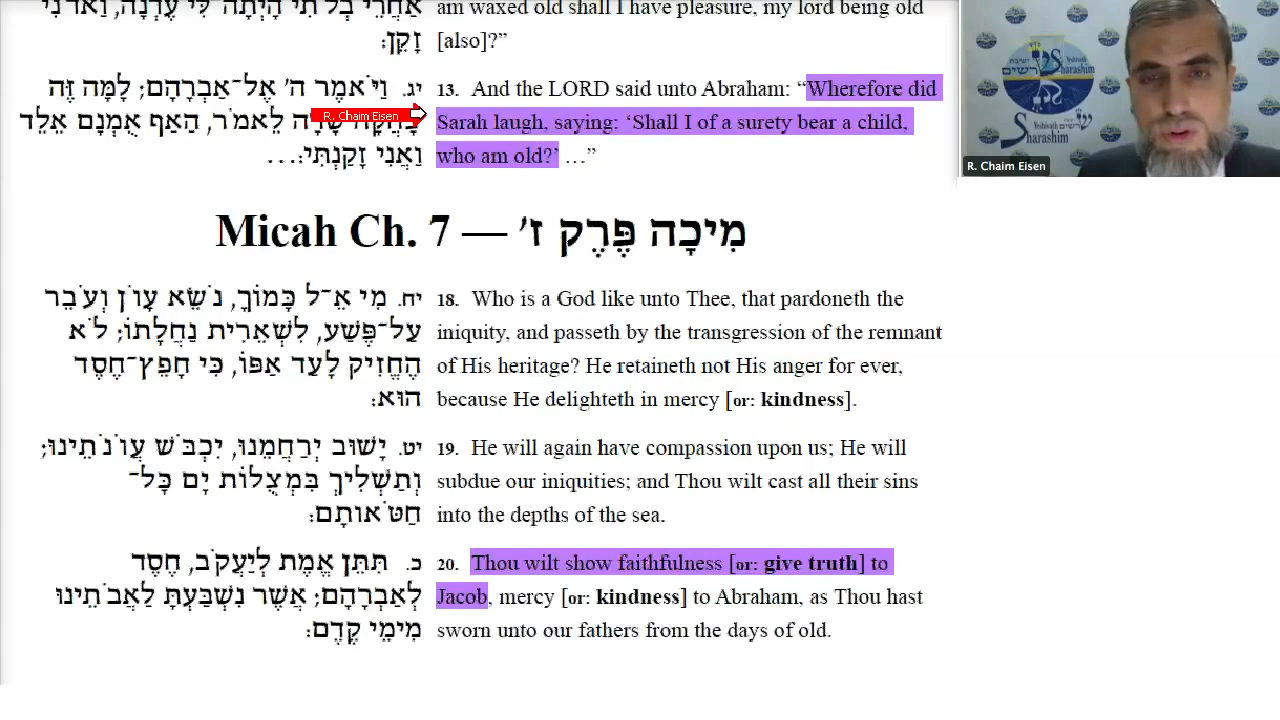 אַחֲרֵי בְלֹתִי הָיְתָה־לִּי עֶדְנָה, וַאדֹנִי
זָקֵן׃
am waxed old shall I have pleasure, my lord being old
[also]?”
יג. וַיֹּאמֶר ה' אֶל־אַבְרָהָם; לָמָּה זֶּה
לֵאמֹר, הַאַף אֻמְנָם אֵלֵד
וַאֲנִי זָקַנְתִּי׃...
R. Chaim Eisen
13. And the LORD said unto Abraham: “Wherefore did
Sarah laugh, saying: ‘Shall I of a surety bear a child,
who am old?’ …”
Micah Ch. 7 — מִיכָה פֶּרֶק ז'
יח. מִי אֵ־ל כָּמוֹךָ, נֹשֵׂא עָוֹן וְעֹבֵר
עַל־פֶּשַׁע, לִשְׁאֵרִית נַחֲלָתוֹ; לֹא
הֶחֱזִיק לָעַד אַפּוֹ, כִּי חָפֵץ־חֶסֶד
הוּא׃
18. Who is a God like unto Thee, that pardoneth the
iniquity, and passeth by the transgression of the remnant
of His heritage? He retaineth not His anger for ever,
because He delighteth in mercy [or: kindness].
יט. יָשׁוּב יְרַחֲמֵנוּ, יִכְבֹּשׁ עֲוֹנֹתֵינוּ;
וְתַשְׁלִיךְ בִּמְצֻלוֹת יָם כָּל־
חַטֹּאותָם׃
19. He will again have compassion upon us; He will
subdue our iniquities; and Thou wilt cast all their sins
into the depths of the sea.
כ. תִּתֵּן אֱמֶת לְיַעֲקֹב, חֶסֶד
לְאַבְרָהָם; אֲשֶׁר נִשְׁבַּעְתָּ לַאֲבֹתֵינוּ
מִימֵי קֶדֶם׃
20. Thou wilt show faithfulness [or: give truth] to
Jacob, mercy [or: kindness] to Abraham, as Thou hast
sworn unto our fathers from the days of old.
ישיבת
שרשים
Yeshivath
Sharashim
R. Chaim Eisen